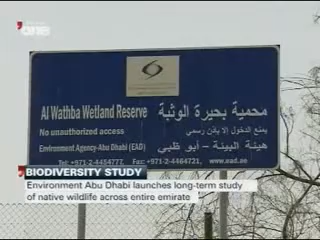 one
Al Wathba Wetland Reserve
محمية بحيرة الوثبة
No unauthorized access
يمنع الدخول إلا بإذن رسمي
Environment Agency-Abu Dhabi (EAD)
هيئة البيئة - أبو ظبي
Tel: +971-2-4454777, Fax: +971-2-4464721, www.ead.ae
BIODIVERSITY STUDY
Environment Abu Dhabi launches long-term study
of native wildlife across entire emirate